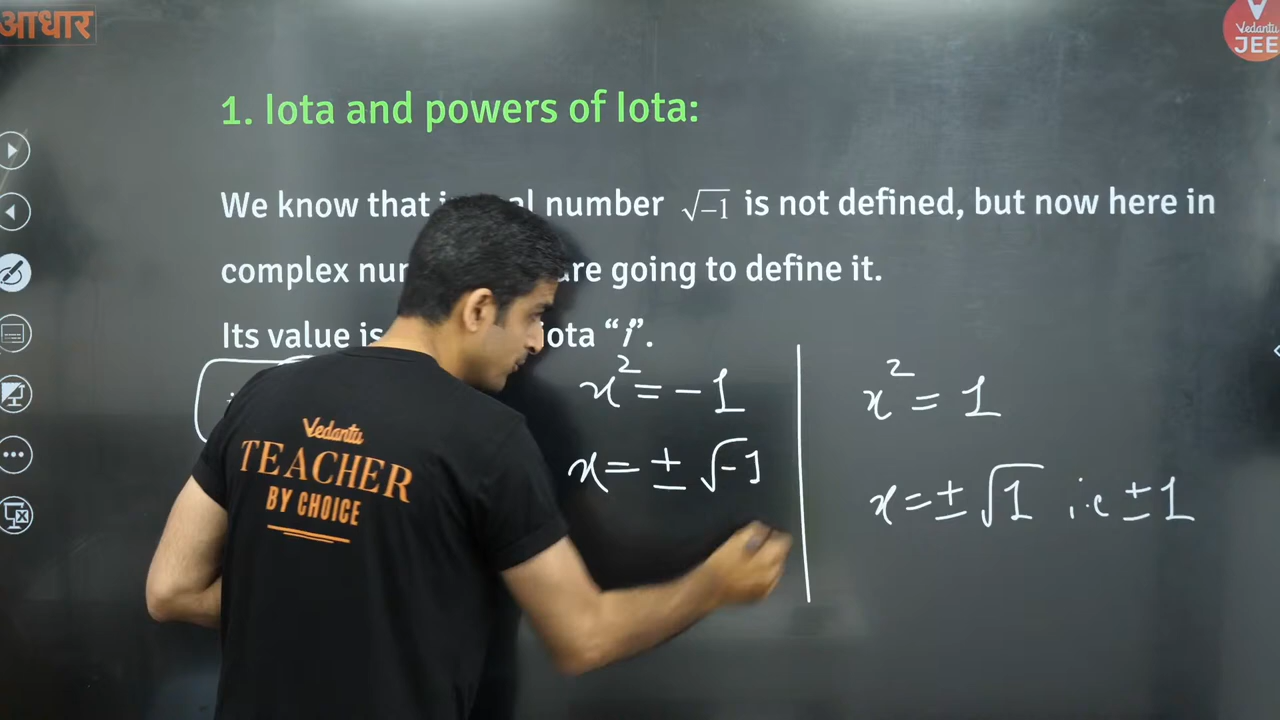 आधार
Vedantu
JEE
1. Iota and powers of Iota:
We know that number √-1 is not defined, but now here in
complex are going to define it.
Its value is iota “i”.
x² = -1
x = ± √-1
x² = 1
x = ± √1 i.e ± 1
Vedantu
TEACHER
BY CHOICE